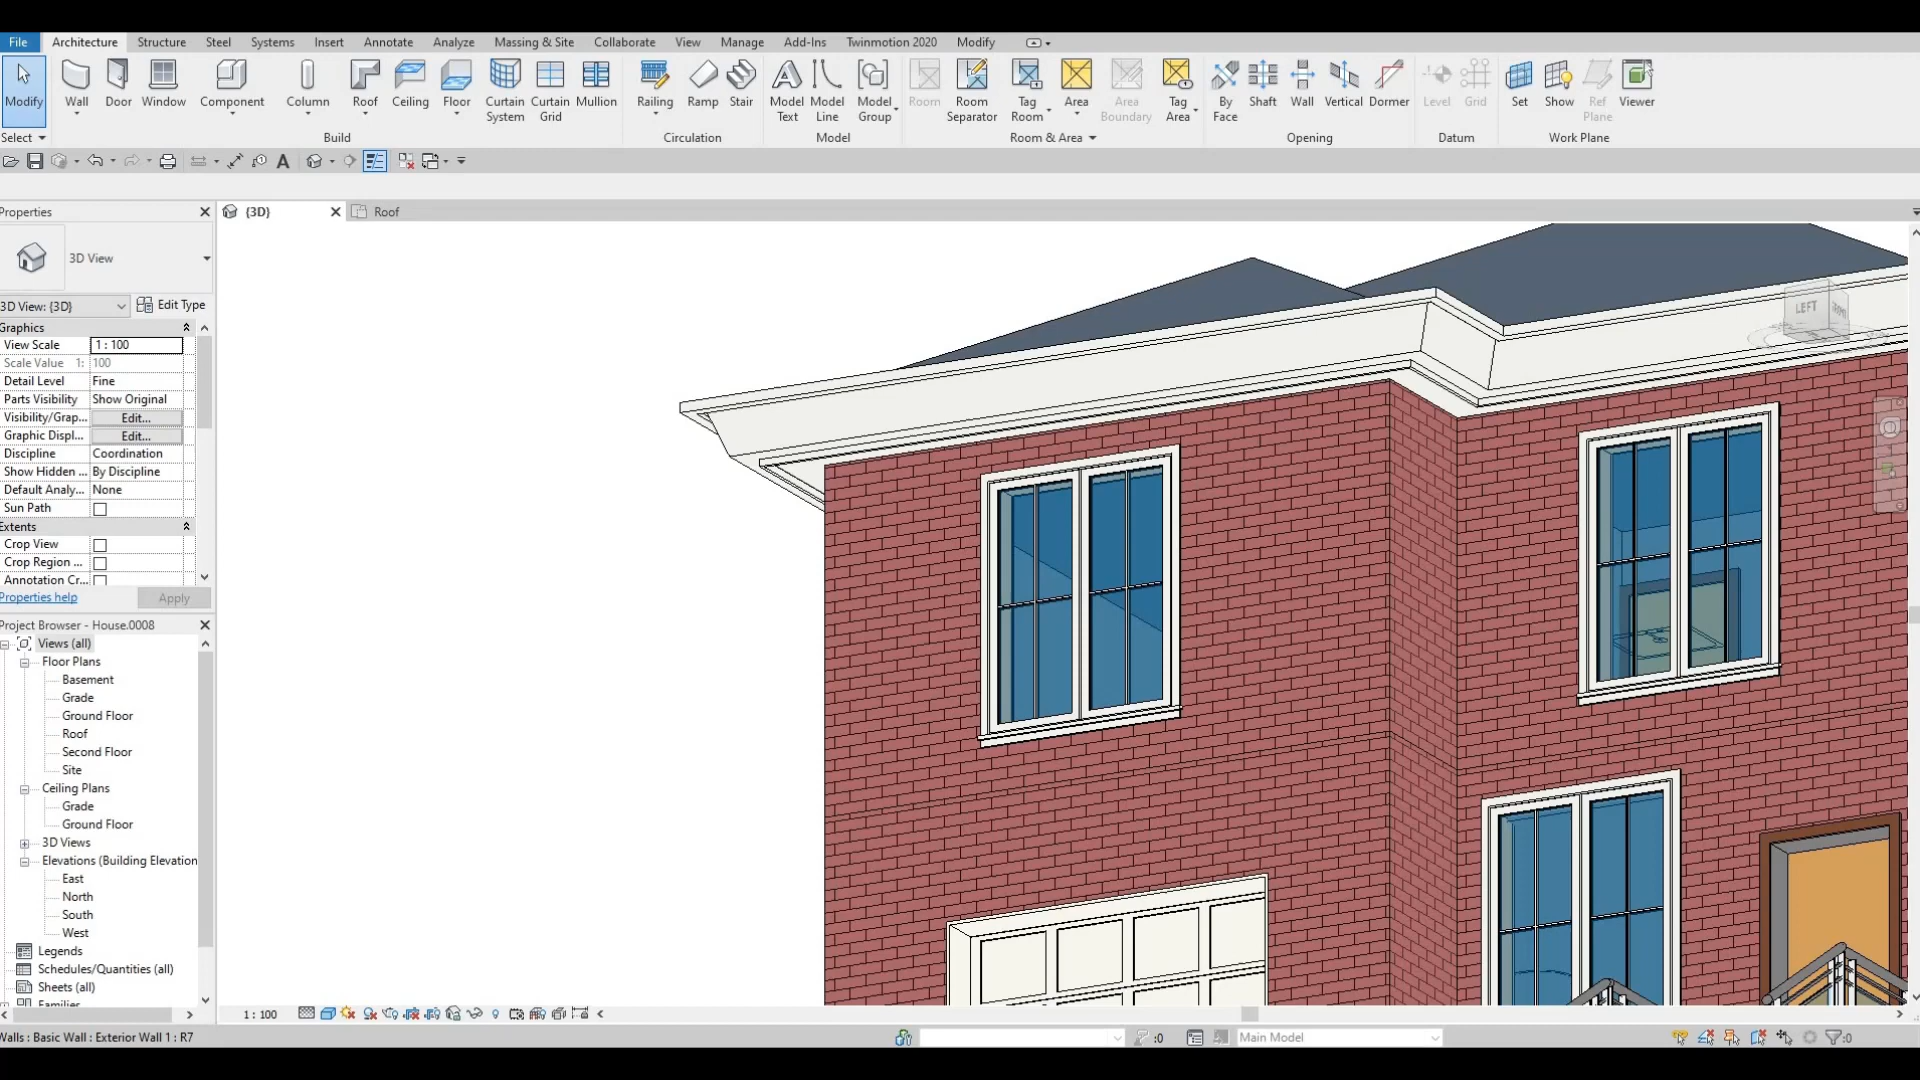 File Architecture Structure Steel Systems Insert Annotate Analyze Massing & Site Collaborate View Manage Add-Ins Twinmotion 2020 Modify
Modify Wall Door Window Component Column Roof Ceiling Floor Curtain System Curtain Grid Mullion Railing Ramp Stair Model Text Model Line Model Group Room Room Separator Tag Room Area Area Boundary Tag Area By Face Shaft Wall Vertical Dormer Level Grid Set Show Ref Plane Viewer
Select Build Circulation Model Room & Area Opening Datum Work Plane
Properties
{3D} Roof
3D View
3D View: {3D} Edit Type
Graphics
View Scale 1 : 100
Scale Value 1: 100
Detail Level Fine
Parts Visibility Show Original
Visibility/Grap... Edit...
Graphic Displ... Edit...
Discipline Coordination
Show Hidden ... By Discipline
Default Analy... None
Sun Path
Extents
Crop View
Crop Region ...
Annotation Cr...
Properties help Apply
Project Browser - House.0008
Views (all)
Floor Plans
Basement
Grade
Ground Floor
Roof
Second Floor
Site
Ceiling Plans
Grade
Ground Floor
3D Views
Elevations (Building Elevation
East
North
South
West
Legends
Schedules/Quantities (all)
Sheets (all)
Families
LEFT
1 : 100
Walls : Basic Wall : Exterior Wall 1 : R7
:0
Main Model
:0